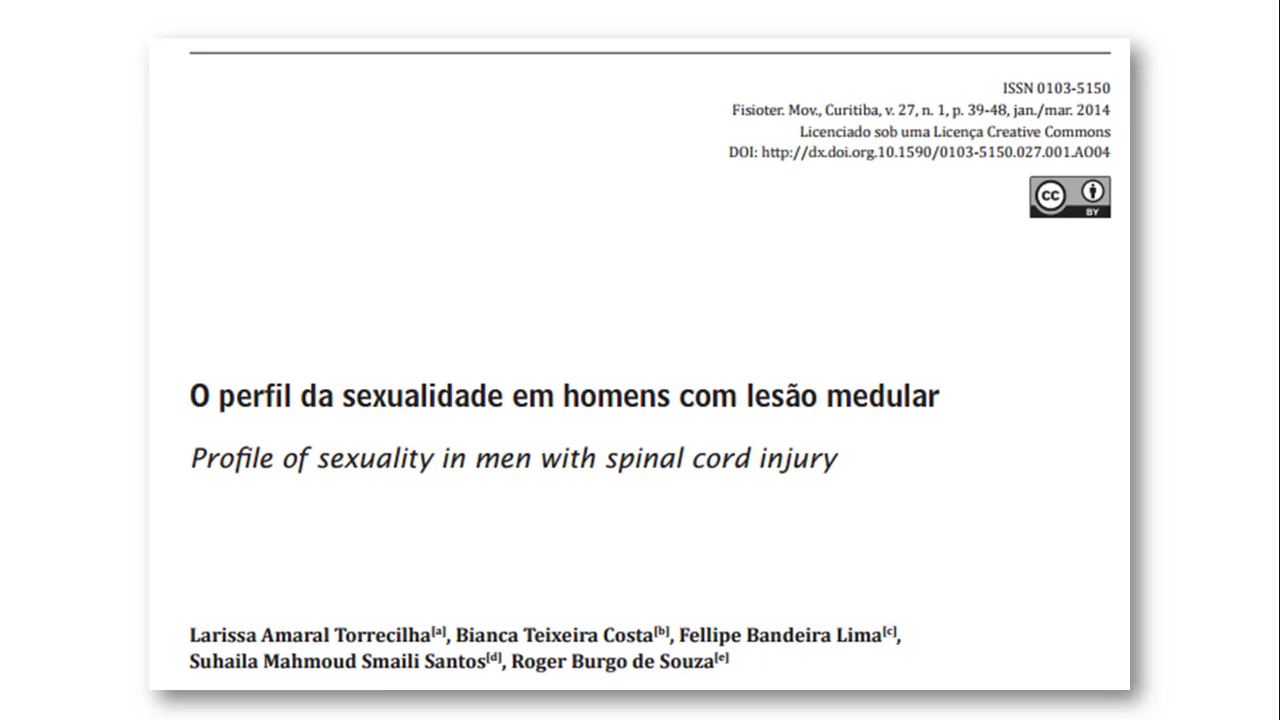 ISSN 0103-5150
Fisioter. Mov., Curitiba, v. 27, n. 1, p. 39-48, jan./mar. 2014
Licenciado sob uma Licença Creative Commons
DOI: http://dx.doi.org.10.1590/0103-5150.027.001.AO04
cc
BY
O perfil da sexualidade em homens com lesão medular
Profile of sexuality in men with spinal cord injury
Larissa Amaral Torrecilha[a], Bianca Teixeira Costa[b], Fellipe Bandeira Lima[c],
Suhaila Mahmoud Smaili Santos[d], Roger Burgo de Souza[e]